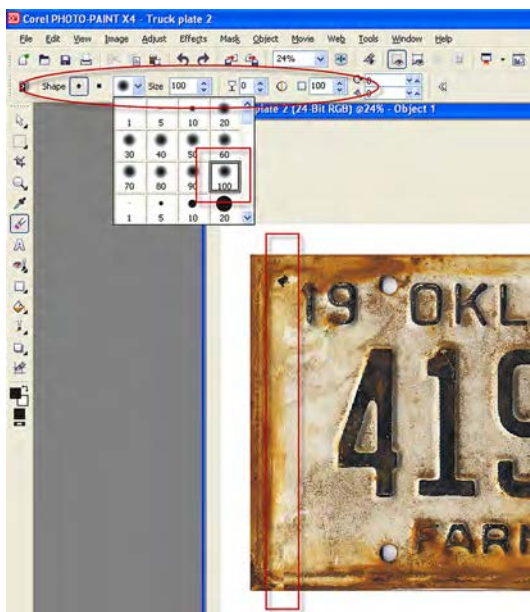 Corel PHOTO-PAINT X4 - Truck plate 2
File Edit View Image Adjust Effects Mask Object Movie Web Tools Window Help
24%
Shape Size 100 0 100 0
0
plate 2 (24-Bit RGB) @24% - Object 1
1 5 10 20
30 40 50 60
70 80 90 100
1 5 10 20
19 OKL
419
FARM